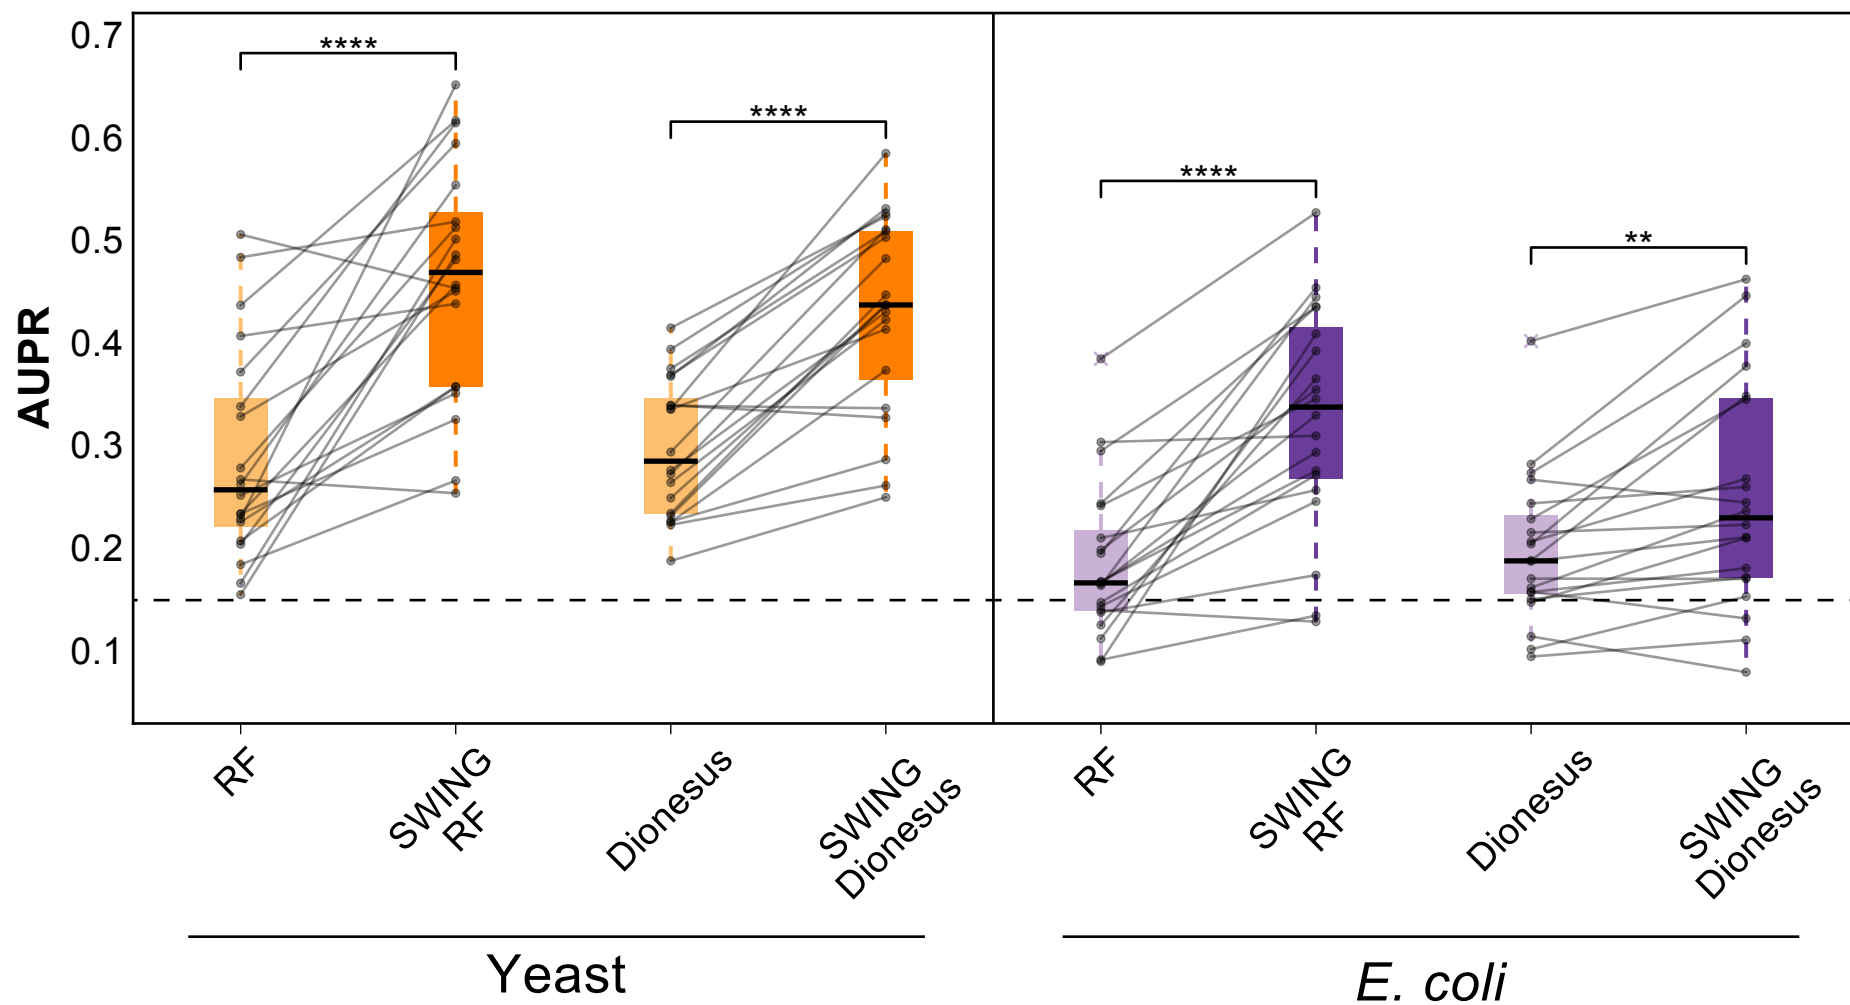 AUPR
0.7
0.6
0.5
0.4
0.3
0.2
0.1
****
****
****
**
RF
SWING
RF
Dionesus
SWING
Dionesus
RF
SWING
RF
Dionesus
SWING
Dionesus
Yeast
E. coli